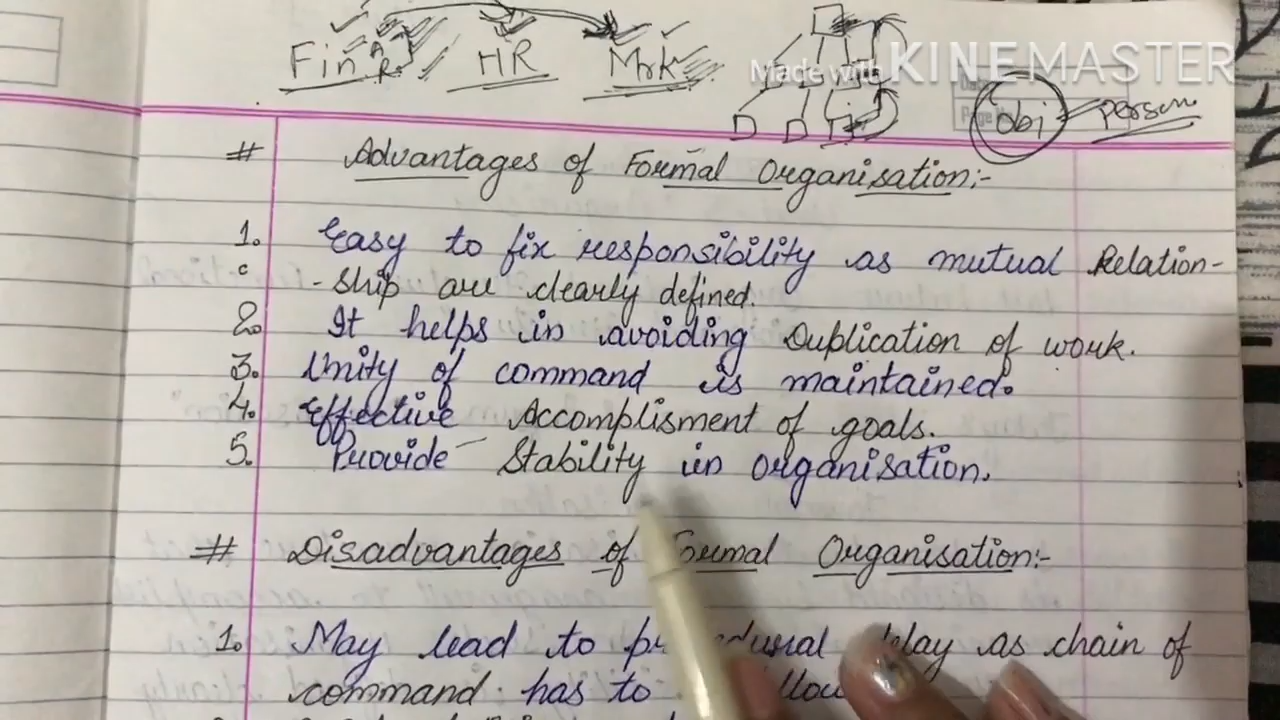 Fin HR Mrk
Made with KINEMASTER
Obj person
# Advantages of Formal Organisation:-
1. Easy to fix responsibility as mutual Relation-
-ship are clearly defined.
2. It helps in avoiding Duplication of work.
3. Unity of command is maintained.
4. Effective Accomplisment of goals.
5. Provide Stability in organisation.
# Disadvantages of Formal Organisation:-
1. May lead to delay as chain of
command has to